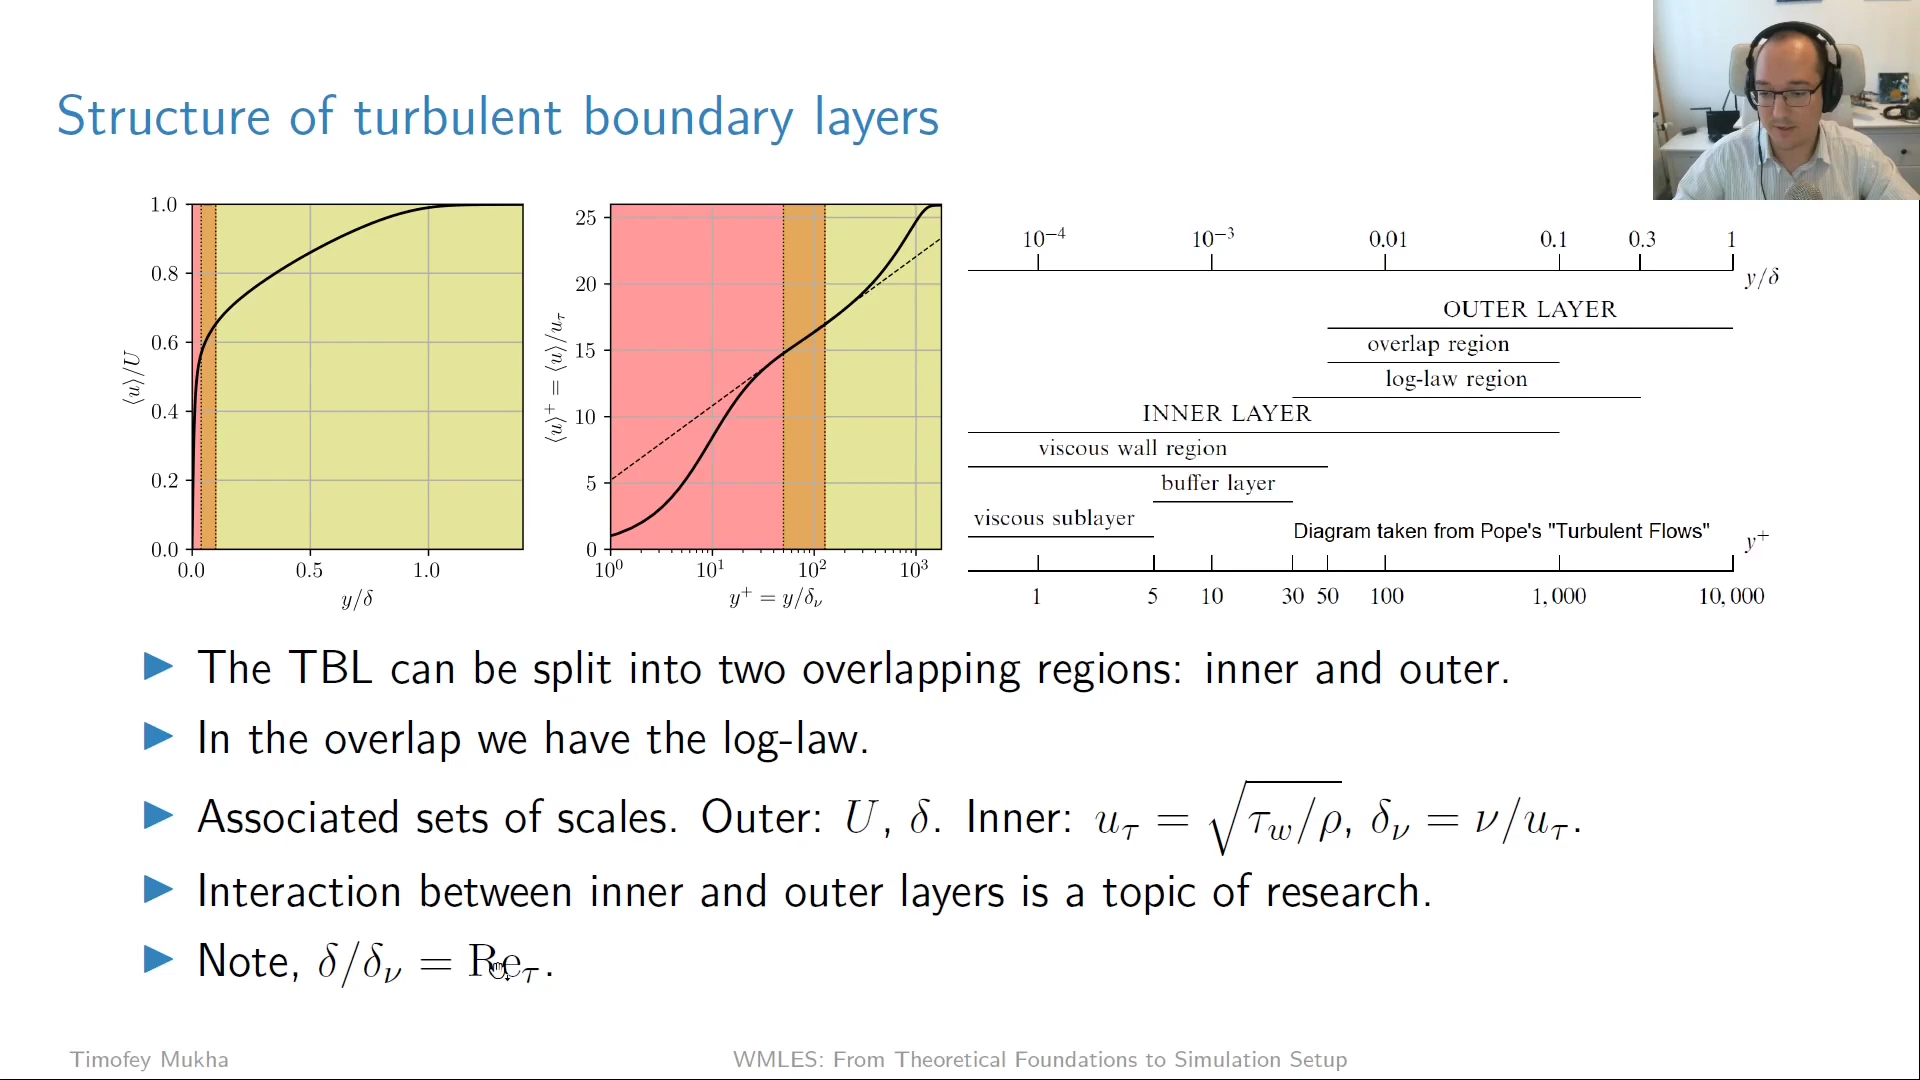 Structure of turbulent boundary layers
1.0
0.8
0.6
0.4
0.2
0.0
⟨u⟩/U
0.0 0.5 1.0
y/δ
25
20
15
10
5
0
⟨u⟩⁺ = ⟨u⟩/u_τ
10⁰ 10¹ 10² 10³
y⁺ = y/δ_ν
10⁻⁴ 10⁻³ 0.01 0.1 0.3 1
y/δ
OUTER LAYER
overlap region
log-law region
INNER LAYER
viscous wall region
buffer layer
viscous sublayer
Diagram taken from Pope's "Turbulent Flows"
y⁺
1 5 10 30 50 100 1,000 10,000
The TBL can be split into two overlapping regions: inner and outer.
In the overlap we have the log-law.
Associated sets of scales. Outer: U, δ. Inner: u_τ = √(τ_w/ρ), δ_ν = ν/u_τ.
Interaction between inner and outer layers is a topic of research.
Note, δ/δ_ν = Re_τ.
Timofey Mukha
WMLES: From Theoretical Foundations to Simulation Setup